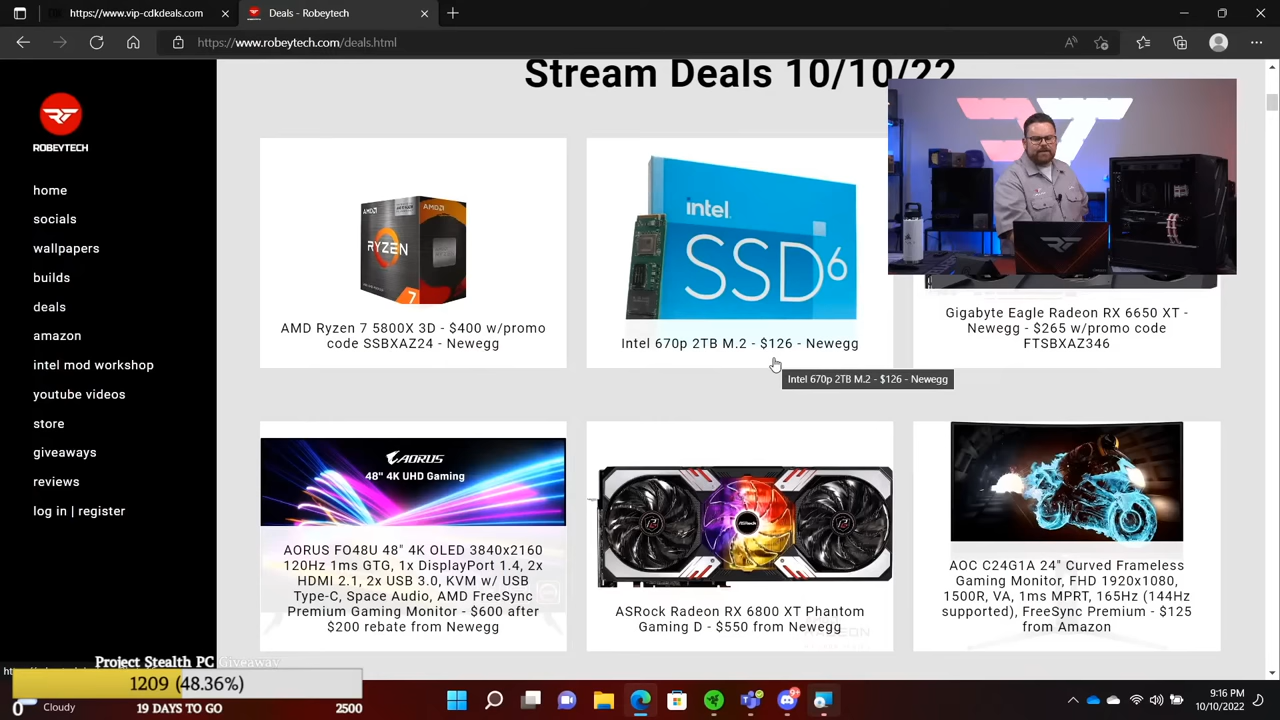 https://www.vip-cdkdeals.com
Deals - Robeytech
https://www.robeytech.com/deals.html
ROBEYTECH
home
socials
wallpapers
builds
deals
amazon
intel mod workshop
youtube videos
store
giveaways
reviews
log in | register
Stream Deals 10/10/22
AMD
AMD
RYZEN
7
AMD Ryzen 7 5800X 3D - $400 w/promo
code SSBXAZ24 - Newegg
intel.
SSD6
Intel 670p 2TB M.2 - $126 - Newegg
Intel 670p 2TB M.2 - $126 - Newegg
Gigabyte Eagle Radeon RX 6650 XT -
Newegg - $265 w/promo code
FTSBXAZ346
AORUS
48" 4K UHD Gaming
AORUS FO48U 48" 4K OLED 3840x2160
120Hz 1ms GTG, 1x DisplayPort 1.4, 2x
HDMI 2.1, 2x USB 3.0, KVM w/ USB
Type-C, Space Audio, AMD FreeSync
Premium Gaming Monitor - $600 after
$200 rebate from Newegg
ASRock
ASRock Radeon RX 6800 XT Phantom
Gaming D - $550 from Newegg
AOC C24G1A 24" Curved Frameless
Gaming Monitor, FHD 1920x1080,
1500R, VA, 1ms MPRT, 165Hz (144Hz
supported), FreeSync Premium - $125
from Amazon
Project Stealth PC Giveaway
1209 (48.36%)
0
19 DAYS TO GO
2500
Cloudy
9:16 PM
10/10/2022